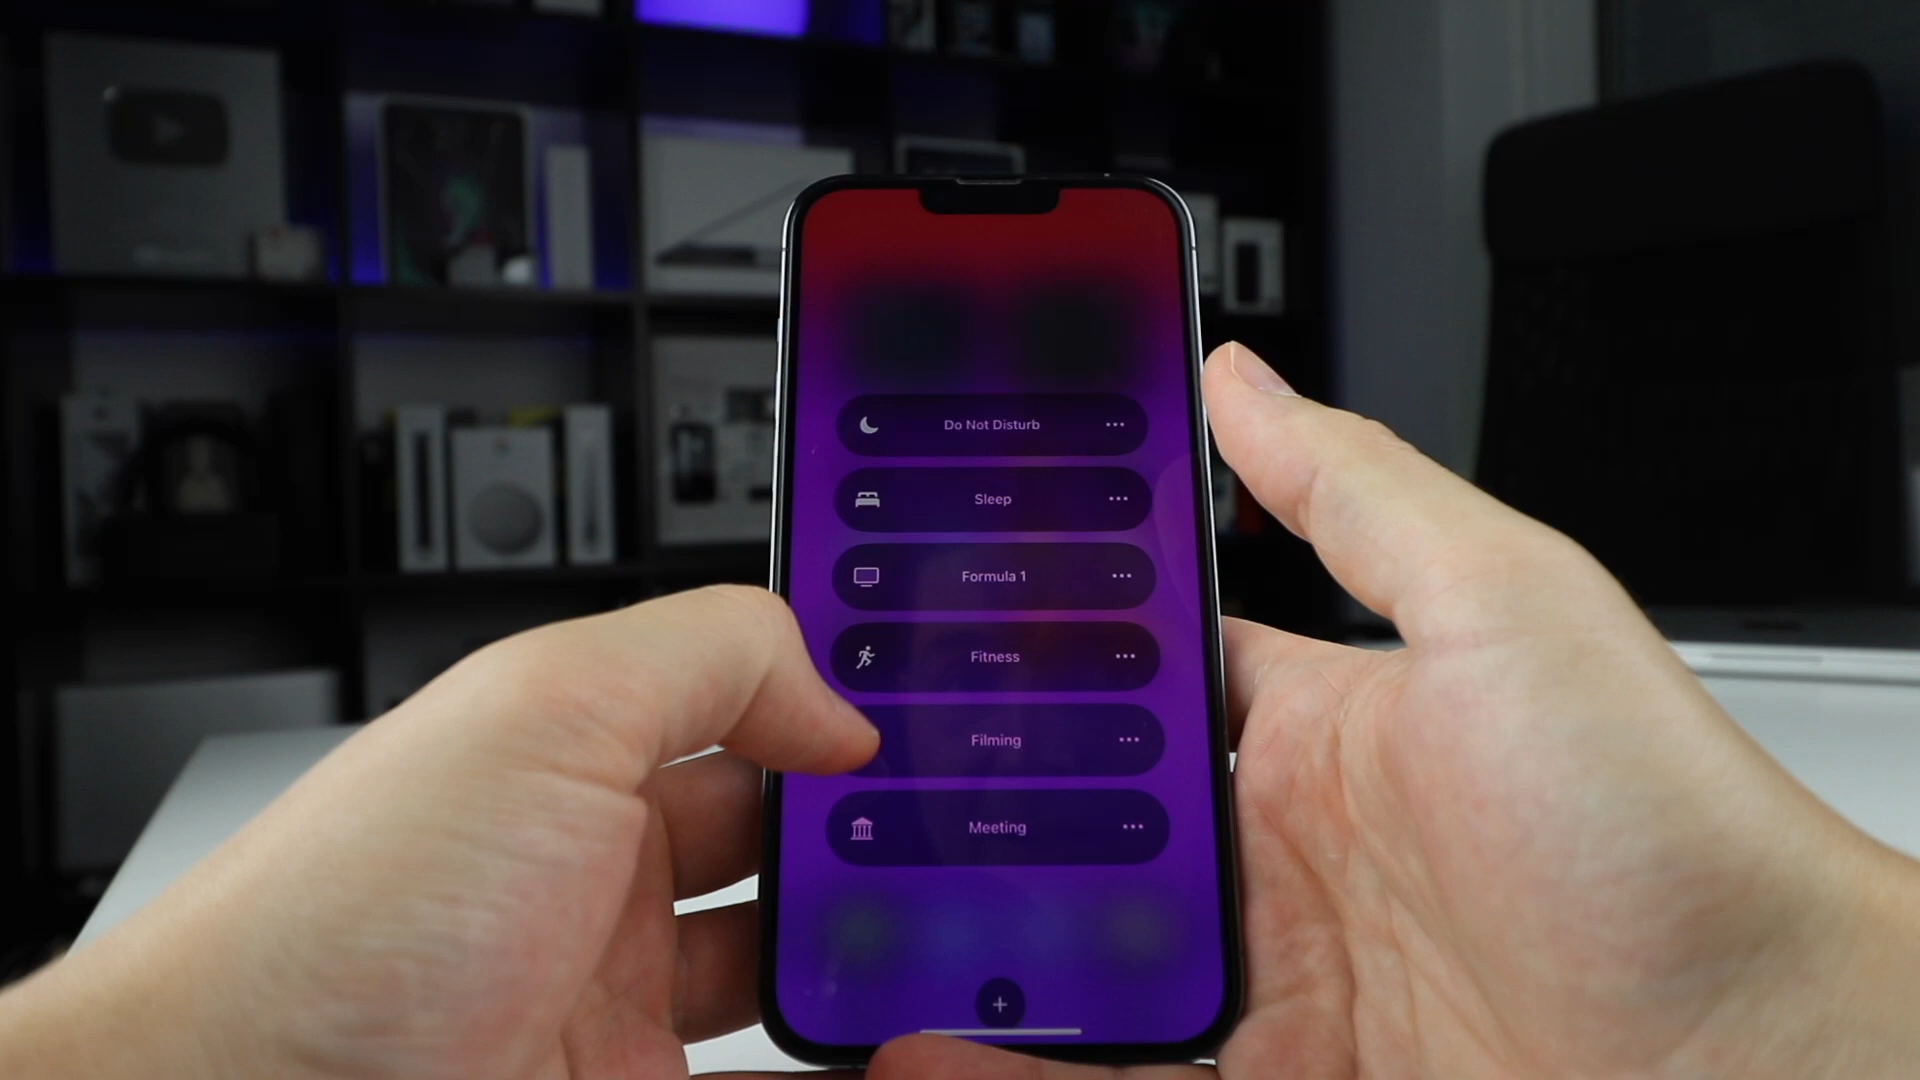 Do Not Disturb
Sleep
Formula 1
Fitness
Filming
Meeting